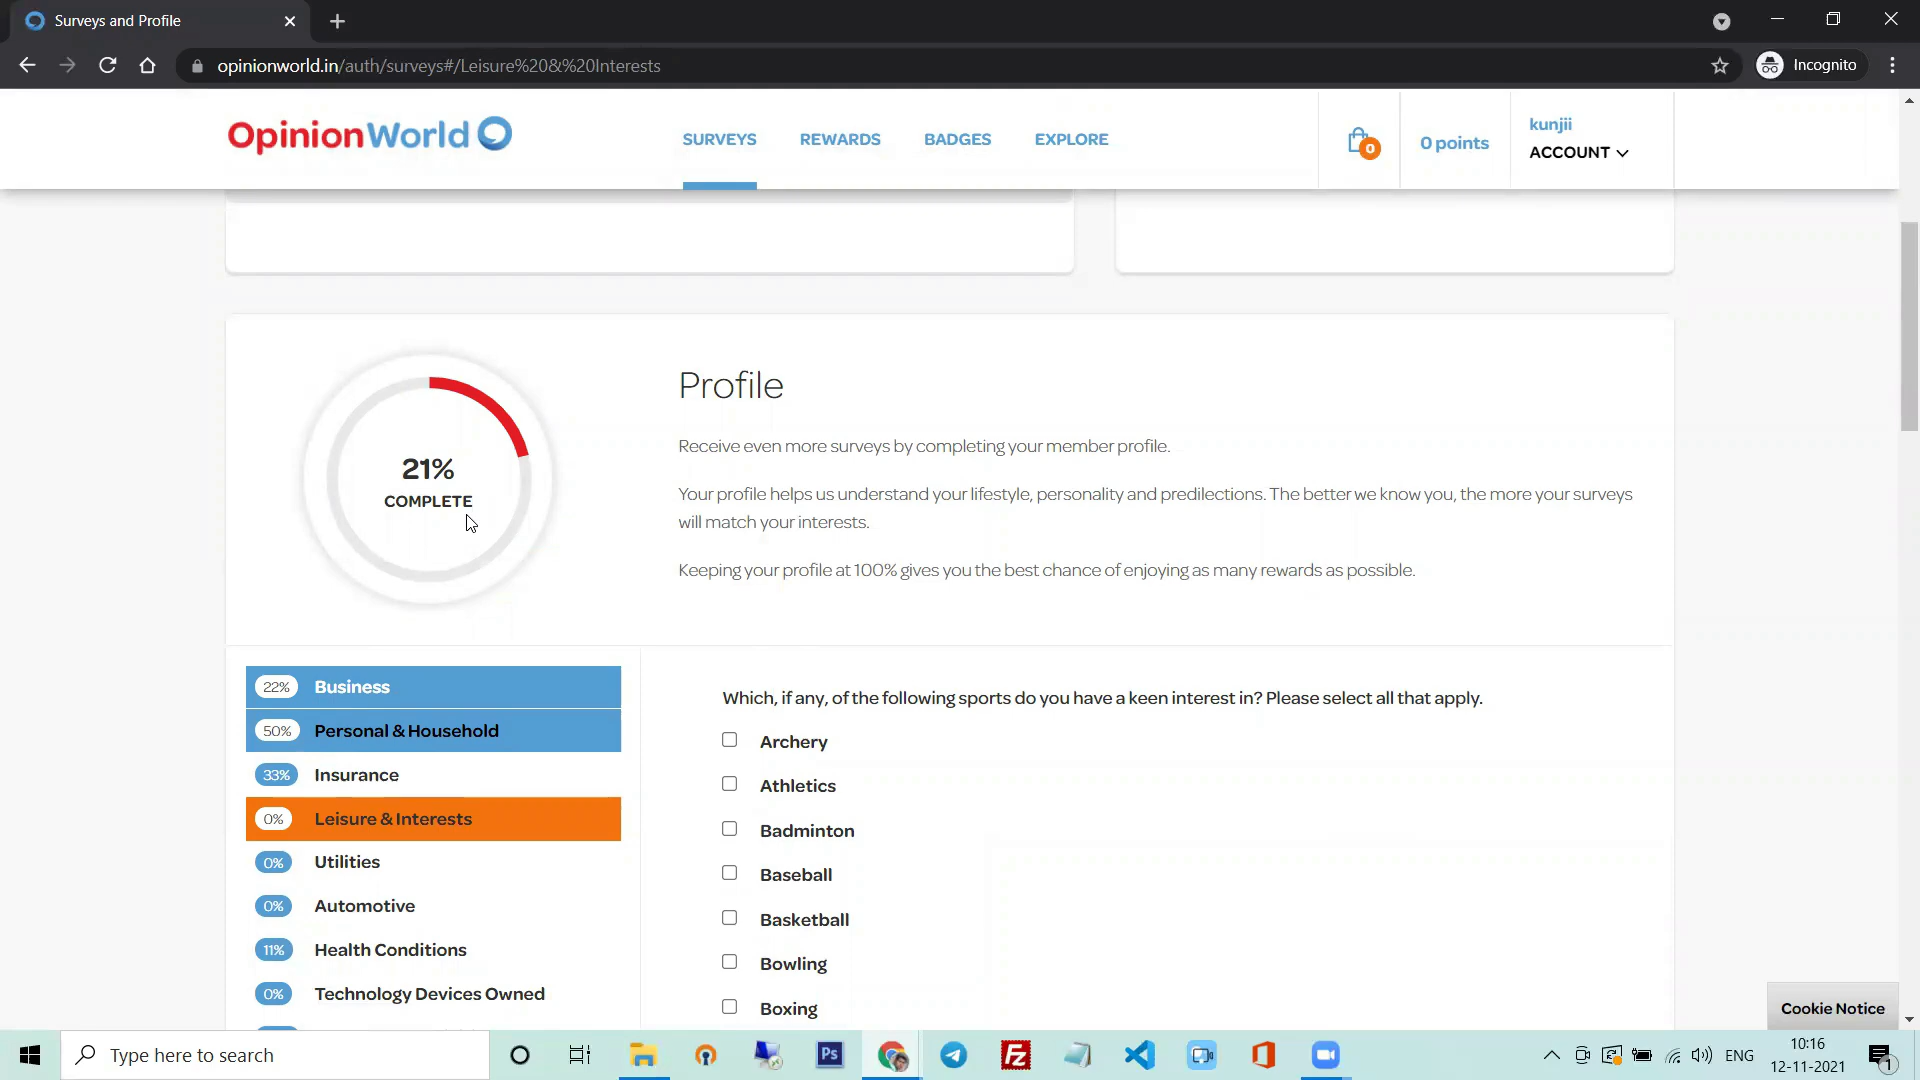 Surveys and Profile
opinionworld.in/auth/surveys#/Leisure%20&%20Interests
Incognito
OpinionWorld
SURVEYS
REWARDS
BADGES
EXPLORE
0
0 points
kunjii
ACCOUNT
21%
COMPLETE
Profile
Receive even more surveys by completing your member profile.
Your profile helps us understand your lifestyle, personality and predilections. The better we know you, the more your surveys
will match your interests.
Keeping your profile at 100% gives you the best chance of enjoying as many rewards as possible.
22% Business
50% Personal & Household
33% Insurance
0% Leisure & Interests
0% Utilities
0% Automotive
11% Health Conditions
0% Technology Devices Owned
Which, if any, of the following sports do you have a keen interest in? Please select all that apply.
Archery
Athletics
Badminton
Baseball
Basketball
Bowling
Boxing
Cookie Notice
Type here to search
Ps
FZ
ENG
10:16
12-11-2021
1